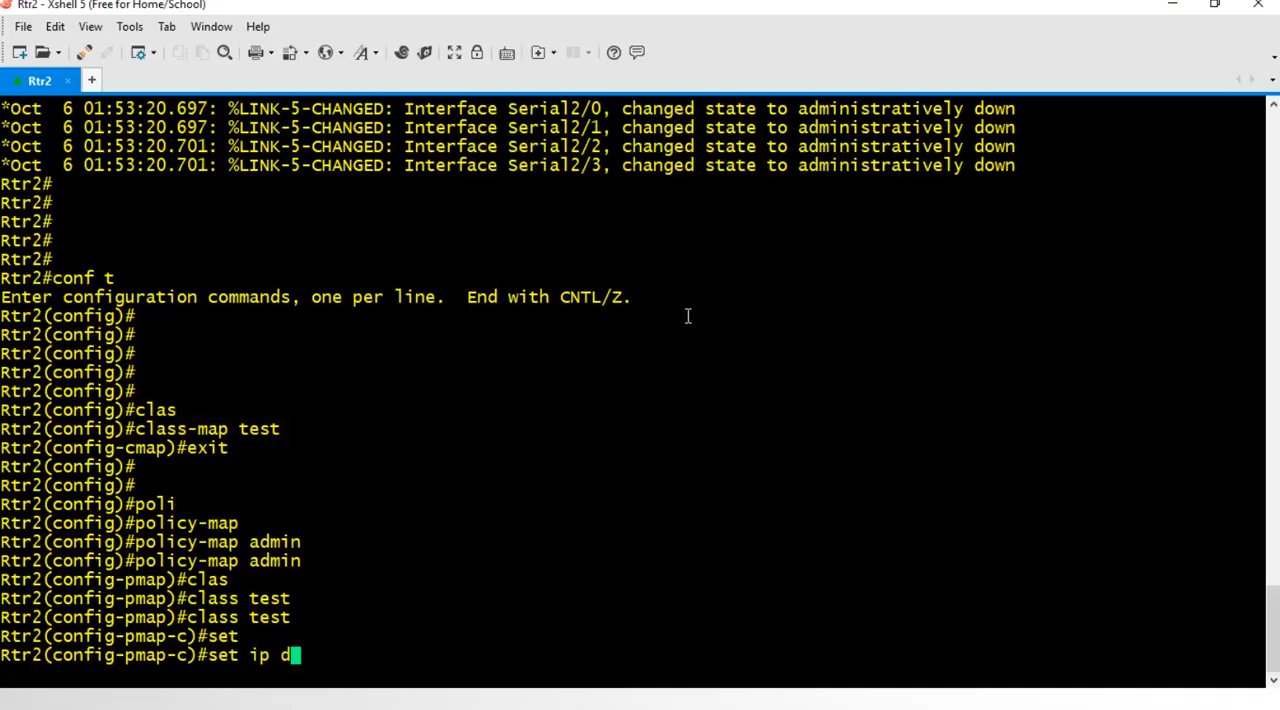 Rtr2 - Xshell 5 (Free for Home/School)
File Edit View Tools Tab Window Help
Rtr2 × +
*Oct  6 01:53:20.697: %LINK-5-CHANGED: Interface Serial2/0, changed state to administratively down
*Oct  6 01:53:20.697: %LINK-5-CHANGED: Interface Serial2/1, changed state to administratively down
*Oct  6 01:53:20.701: %LINK-5-CHANGED: Interface Serial2/2, changed state to administratively down
*Oct  6 01:53:20.701: %LINK-5-CHANGED: Interface Serial2/3, changed state to administratively down
Rtr2#
Rtr2#
Rtr2#
Rtr2#
Rtr2#
Rtr2#conf t
Enter configuration commands, one per line.  End with CNTL/Z.
Rtr2(config)#
Rtr2(config)#
Rtr2(config)#
Rtr2(config)#
Rtr2(config)#
Rtr2(config)#clas
Rtr2(config)#class-map test
Rtr2(config-cmap)#exit
Rtr2(config)#
Rtr2(config)#
Rtr2(config)#poli
Rtr2(config)#policy-map
Rtr2(config)#policy-map admin
Rtr2(config)#policy-map admin
Rtr2(config-pmap)#clas
Rtr2(config-pmap)#class test
Rtr2(config-pmap)#class test
Rtr2(config-pmap-c)#set
Rtr2(config-pmap-c)#set ip d